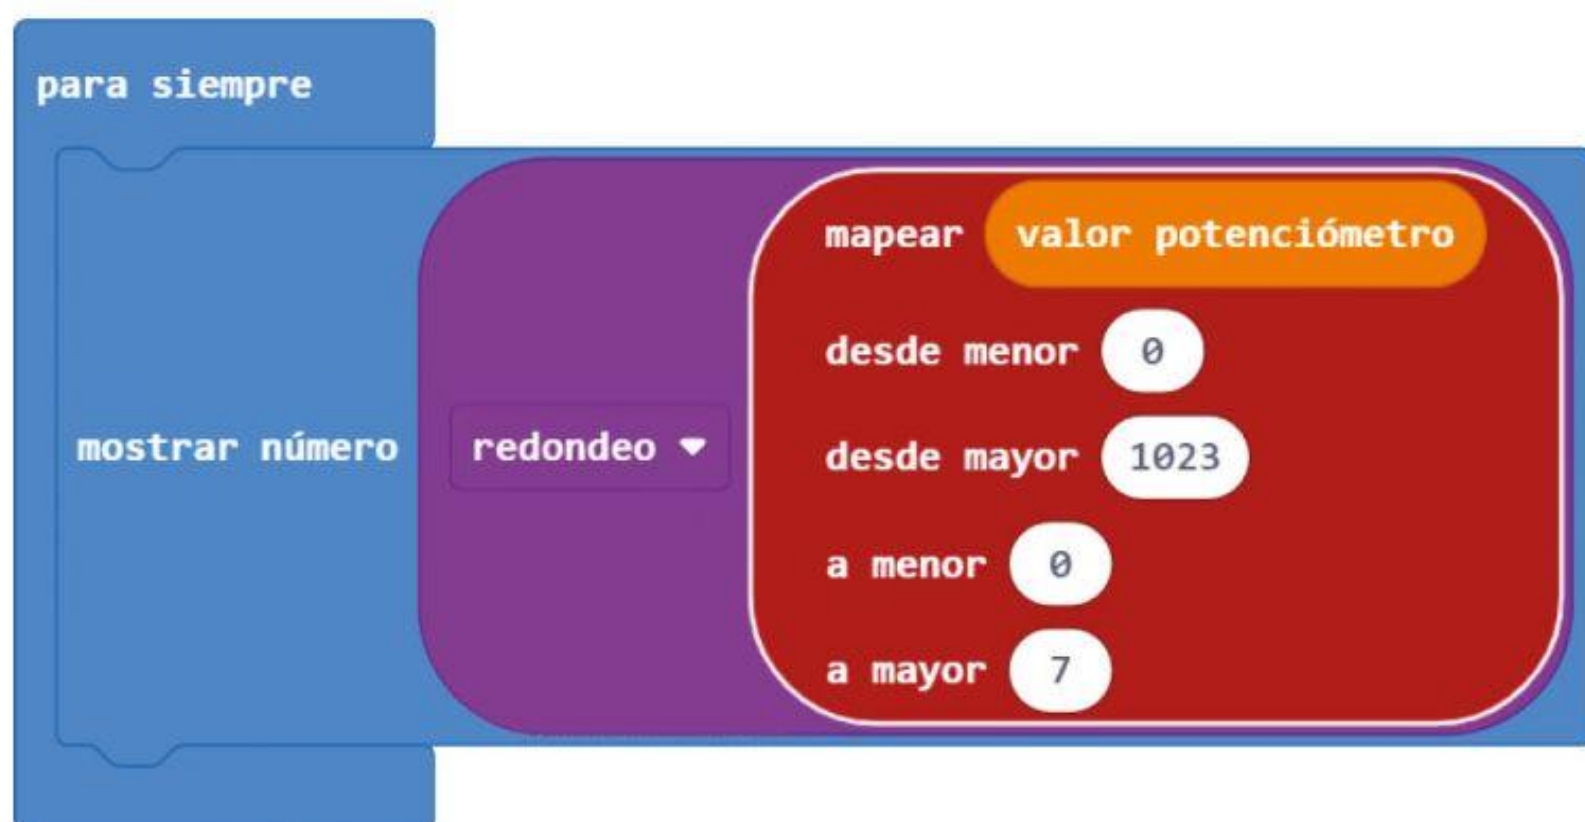 para siempre
mapear valor potenciómetro
desde menor 0
mostrar número redondeo desde mayor 1023
a menor 0
a mayor 7